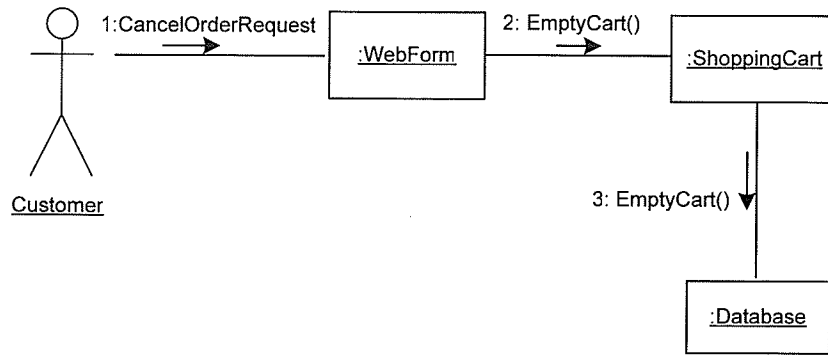 1:CancelOrderRequest
:WebForm
2: EmptyCart()
:ShoppingCart
Customer
3: EmptyCart()
:Database